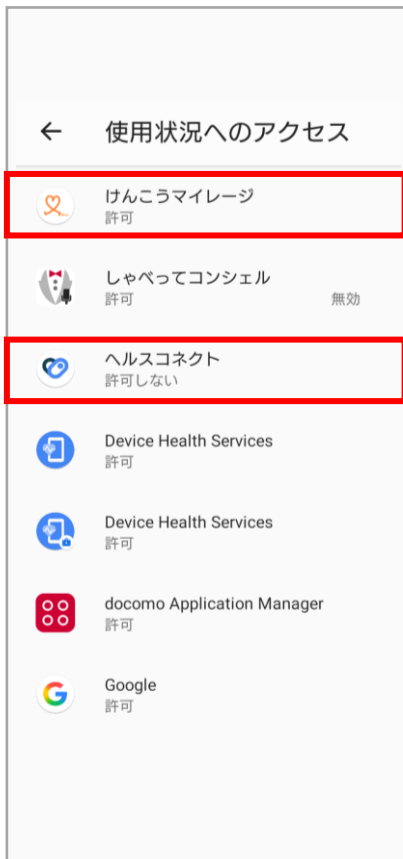 使用状況へのアクセス
けんこうマイレージ
許可
しゃべってコンシェル
許可 無効
ヘルスコネクト
許可しない
Device Health Services
許可
Device Health Services
許可
docomo Application Manager
許可
Google
許可